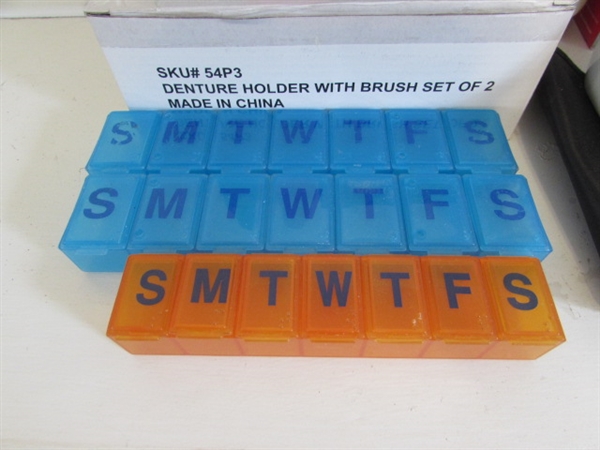 SKU# 54P3
DENTURE HOLDER WITH BRUSH SET OF 2
MADE IN CHINA
S M T W T F S
S M T W T F S
S M T W T F S